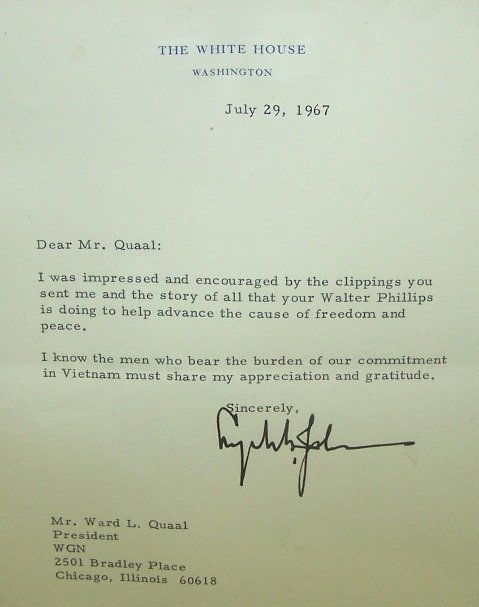 THE WHITE HOUSE
WASHINGTON
July 29, 1967
Dear Mr. Quaal:
I was impressed and encouraged by the clippings you
sent me and the story of all that your Walter Phillips
is doing to help advance the cause of freedom and
peace.
I know the men who bear the burden of our commitment
in Vietnam must share my appreciation and gratitude.
Sincerely,
Mr. Ward L. Quaal
President
WGN
2501 Bradley Place
Chicago, Illinois 60618